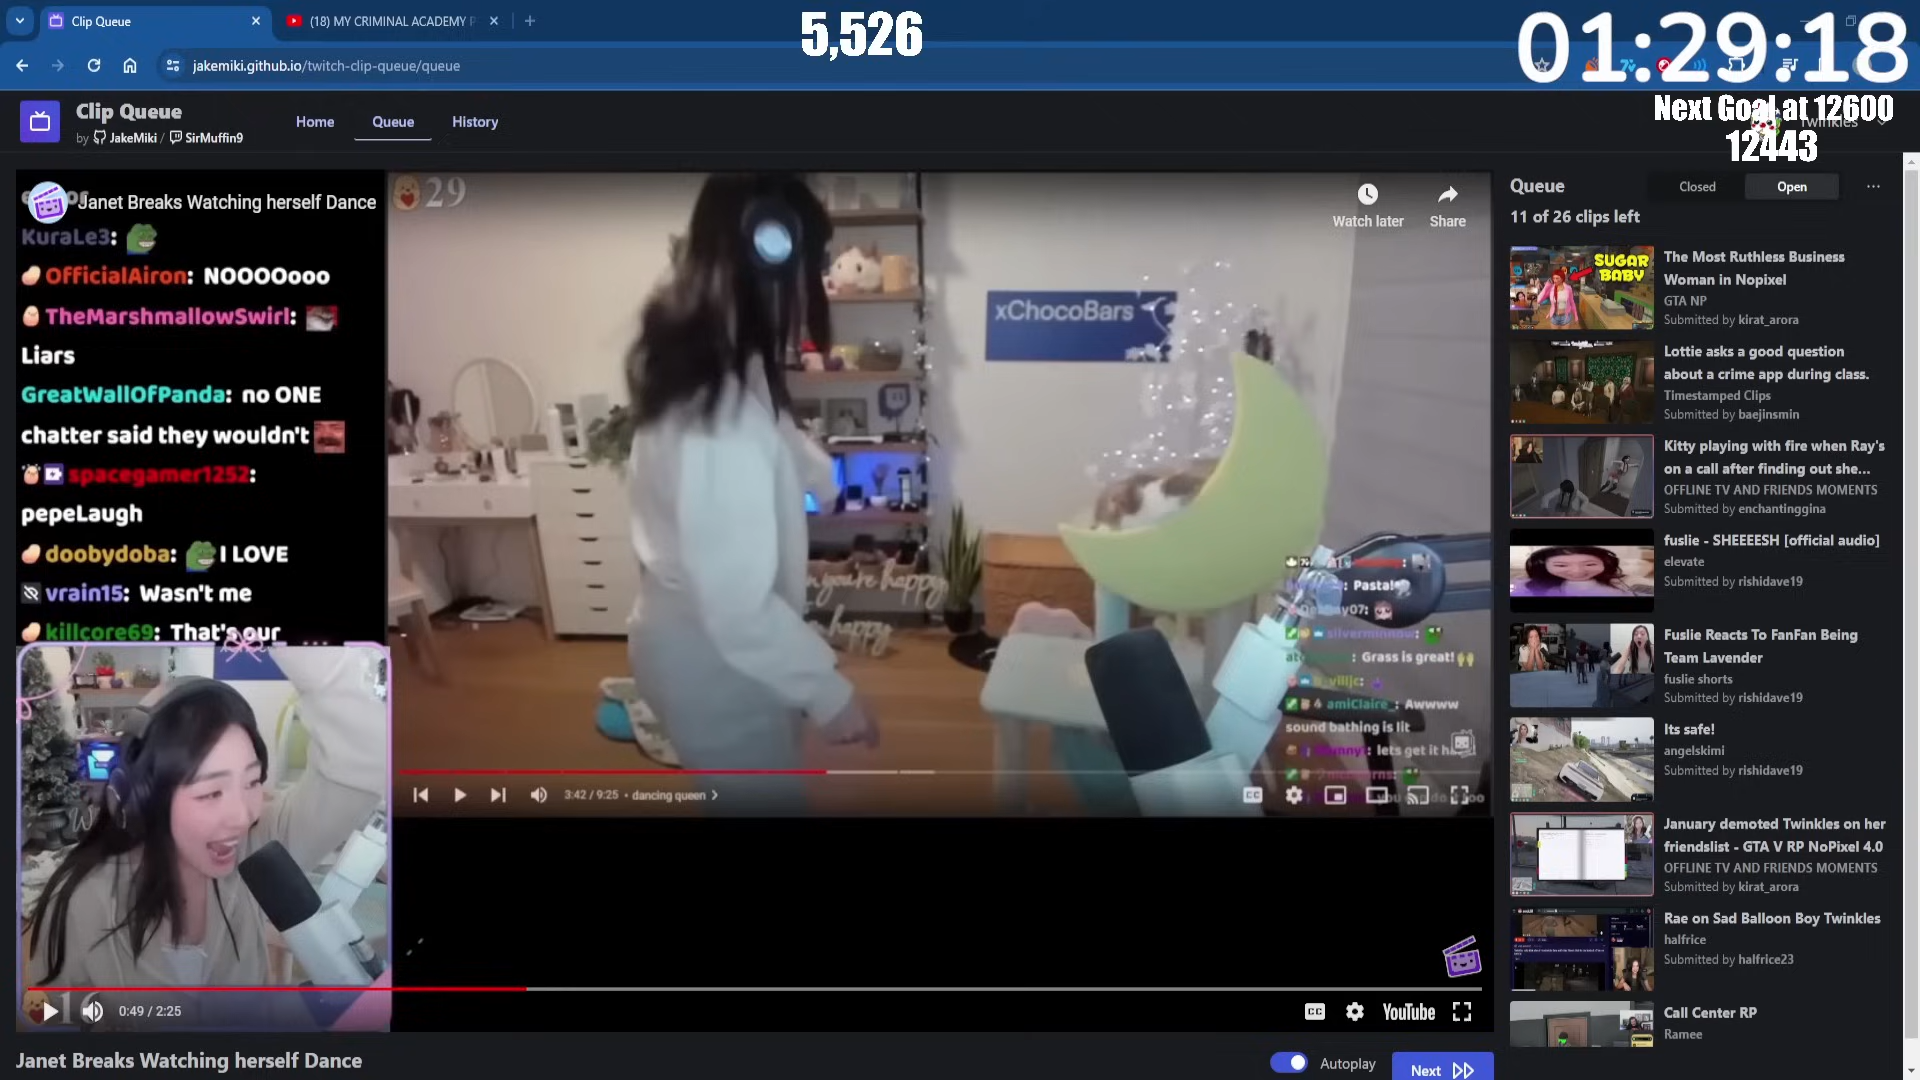 Clip Queue
(18) MY CRIMINAL ACADEMY
5,526
01:29:18
jakemiki.github.io/twitch-clip-queue/queue
Next Goal at 12600
12443
Clip Queue
by JakeMiki / SirMuffin9
Home
Queue
History
Twinkles
Janet Breaks Watching herself Dance
KuraLe3:
OfficialAiron: NOOOOooo
TheMarshmallowSwirl:
Liars
GreatWallOfPanda: no ONE
chatter said they wouldn't
spacegamer1252:
pepeLaugh
doobydoba: I LOVE
vrain15: Wasn't me
killcore69: That's our
29
Watch later
Share
xChocoBars
you're happy
happy
Pasta!
silverminnow:
: Grass is great!
amiClaire_: Awwww
sound bathing is lit
lets get it
3:42 / 9:25 • dancing queen >
CC
16
0:49 / 2:25
CC
YouTube
Janet Breaks Watching herself Dance
Autoplay
Next
Queue
Closed
Open
11 of 26 clips left
SUGAR
BABY
The Most Ruthless Business
Woman in Nopixel
GTA NP
Submitted by kirat_arora
Lottie asks a good question
about a crime app during class.
Timestamped Clips
Submitted by baejinsmin
Kitty playing with fire when Ray's
on a call after finding out she...
OFFLINE TV AND FRIENDS MOMENTS
Submitted by enchantinggina
fuslie - SHEEEESH [official audio]
elevate
Submitted by rishidave19
Fuslie Reacts To FanFan Being
Team Lavender
fuslie shorts
Submitted by rishidave19
Its safe!
angelskimi
Submitted by rishidave19
January demoted Twinkles on her
friendslist - GTA V RP NoPixel 4.0
OFFLINE TV AND FRIENDS MOMENTS
Submitted by kirat_arora
Rae on Sad Balloon Boy Twinkles
halfrice
Submitted by halfrice23
Call Center RP
Ramee